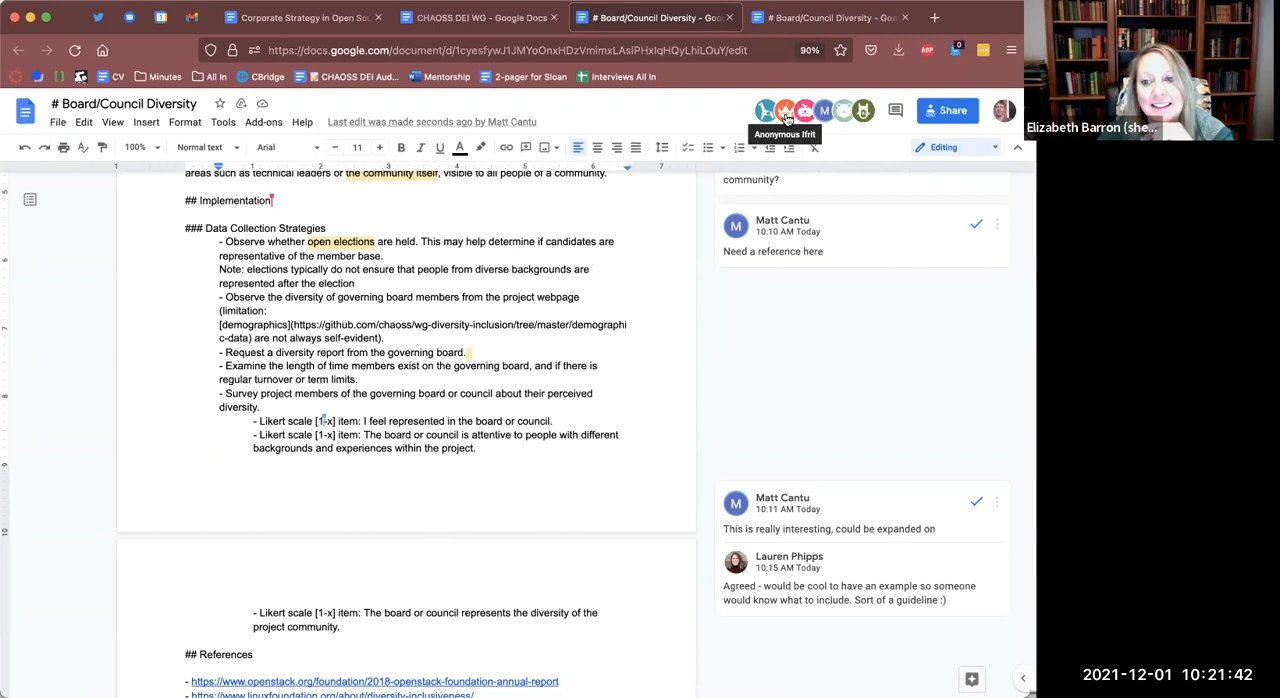 Corporate Strategy in Open So
CHAOSS DEI WG - Google Docs
# Board/Council Diversity - Goo
# Board/Council Diversity - Goo
https://docs.google.com/document/d/1cyesfywJ1JMYoOnxHDzVmimxLAslPHxIqHQyLhiLOuY/edit
90%
CV
Minutes
All In
CBridge
CHAOSS DEI Aud...
Mentorship
2-pager for Sloan
Interviews All In
# Board/Council Diversity
File Edit View Insert Format Tools Add-ons Help
Last edit was made seconds ago by Matt Cantu
Share
Anonymous Ifrit
Elizabeth Barron (she...
100%
Normal text
Arial
11
Editing
areas such as technical leaders or the community itself, visible to all people of a community.
## Implementation
### Data Collection Strategies
- Observe whether open elections are held. This may help determine if candidates are
representative of the member base.
Note: elections typically do not ensure that people from diverse backgrounds are
represented after the election
- Observe the diversity of governing board members from the project webpage
(limitation:
[demographics](https://github.com/chaoss/wg-diversity-inclusion/tree/master/demographi
c-data) are not always self-evident).
- Request a diversity report from the governing board.
- Examine the length of time members exist on the governing board, and if there is
regular turnover or term limits.
- Survey project members of the governing board or council about their perceived
diversity.
- Likert scale [1-x] item: I feel represented in the board or council.
- Likert scale [1-x] item: The board or council is attentive to people with different
backgrounds and experiences within the project.
- Likert scale [1-x] item: The board or council represents the diversity of the
project community.
## References
- https://www.openstack.org/foundation/2018-openstack-foundation-annual-report
- https://www.linuxfoundation.org/about/diversity-inclusiveness/
community?
Matt Cantu
10:10 AM Today
Need a reference here
Matt Cantu
10:11 AM Today
This is really interesting, could be expanded on
Lauren Phipps
10:15 AM Today
Agreed - would be cool to have an example so someone
would know what to include. Sort of a guideline :)
2021-12-01 10:21:42